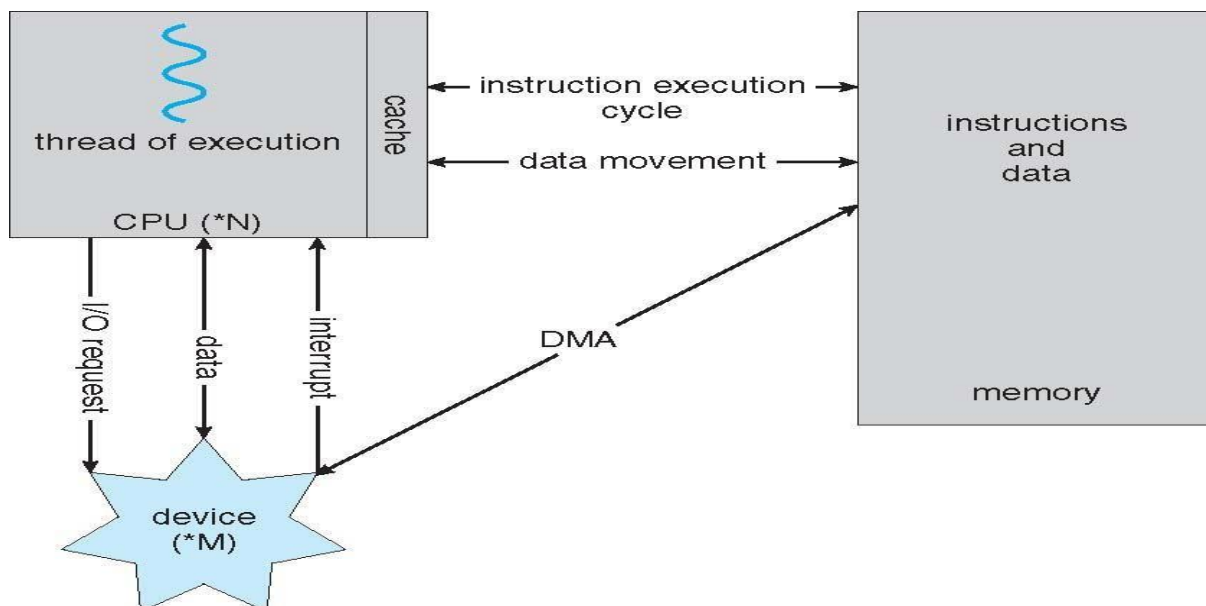 thread of execution
CPU (*N)
cache
instruction execution
cycle
data movement
instructions
and
data
memory
I/O request
data
interrupt
DMA
device
(*M)